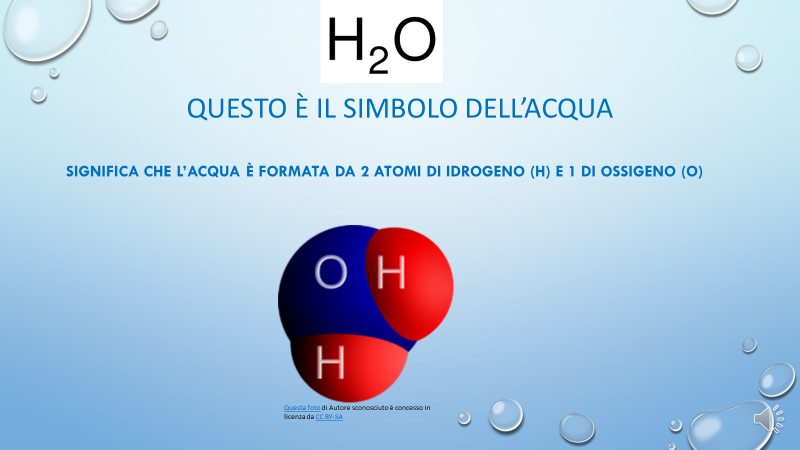 H₂O
QUESTO È IL SIMBOLO DELL'ACQUA
SIGNIFICA CHE L'ACQUA È FORMATA DA 2 ATOMI DI IDROGENO (H) E 1 DI OSSIGENO (O)
O H
H
Questa foto di Autore sconosciuto è concesso in
licenza da CC BY-SA